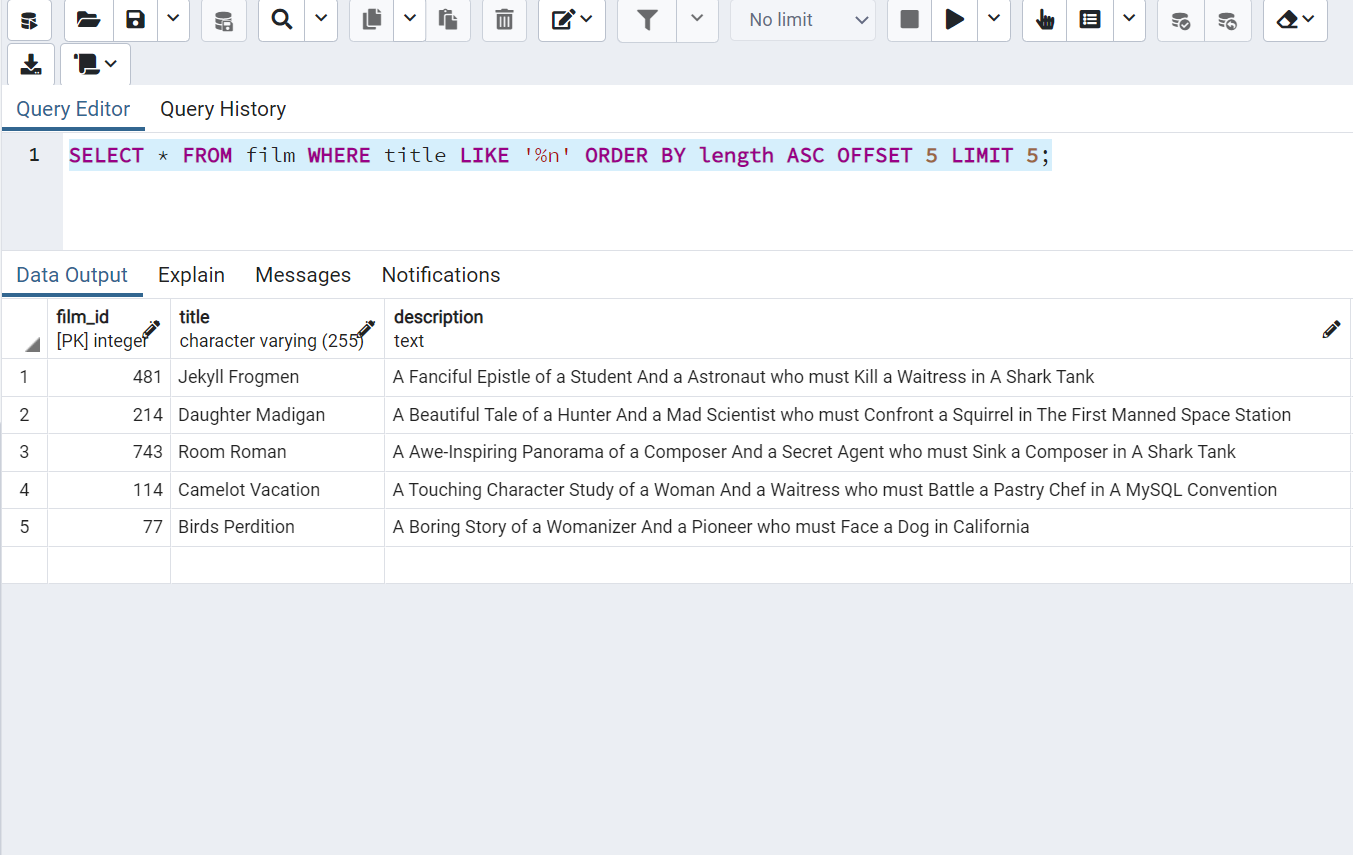 No limit
Query Editor Query History
1 SELECT * FROM film WHERE title LIKE '%n' ORDER BY length ASC OFFSET 5 LIMIT 5;
Data Output Explain Messages Notifications
film_id title description
[PK] integer character varying (255) text
1 481 Jekyll Frogmen A Fanciful Epistle of a Student And a Astronaut who must Kill a Waitress in A Shark Tank
2 214 Daughter Madigan A Beautiful Tale of a Hunter And a Mad Scientist who must Confront a Squirrel in The First Manned Space Station
3 743 Room Roman A Awe-Inspiring Panorama of a Composer And a Secret Agent who must Sink a Composer in A Shark Tank
4 114 Camelot Vacation A Touching Character Study of a Woman And a Waitress who must Battle a Pastry Chef in A MySQL Convention
5 77 Birds Perdition A Boring Story of a Womanizer And a Pioneer who must Face a Dog in California